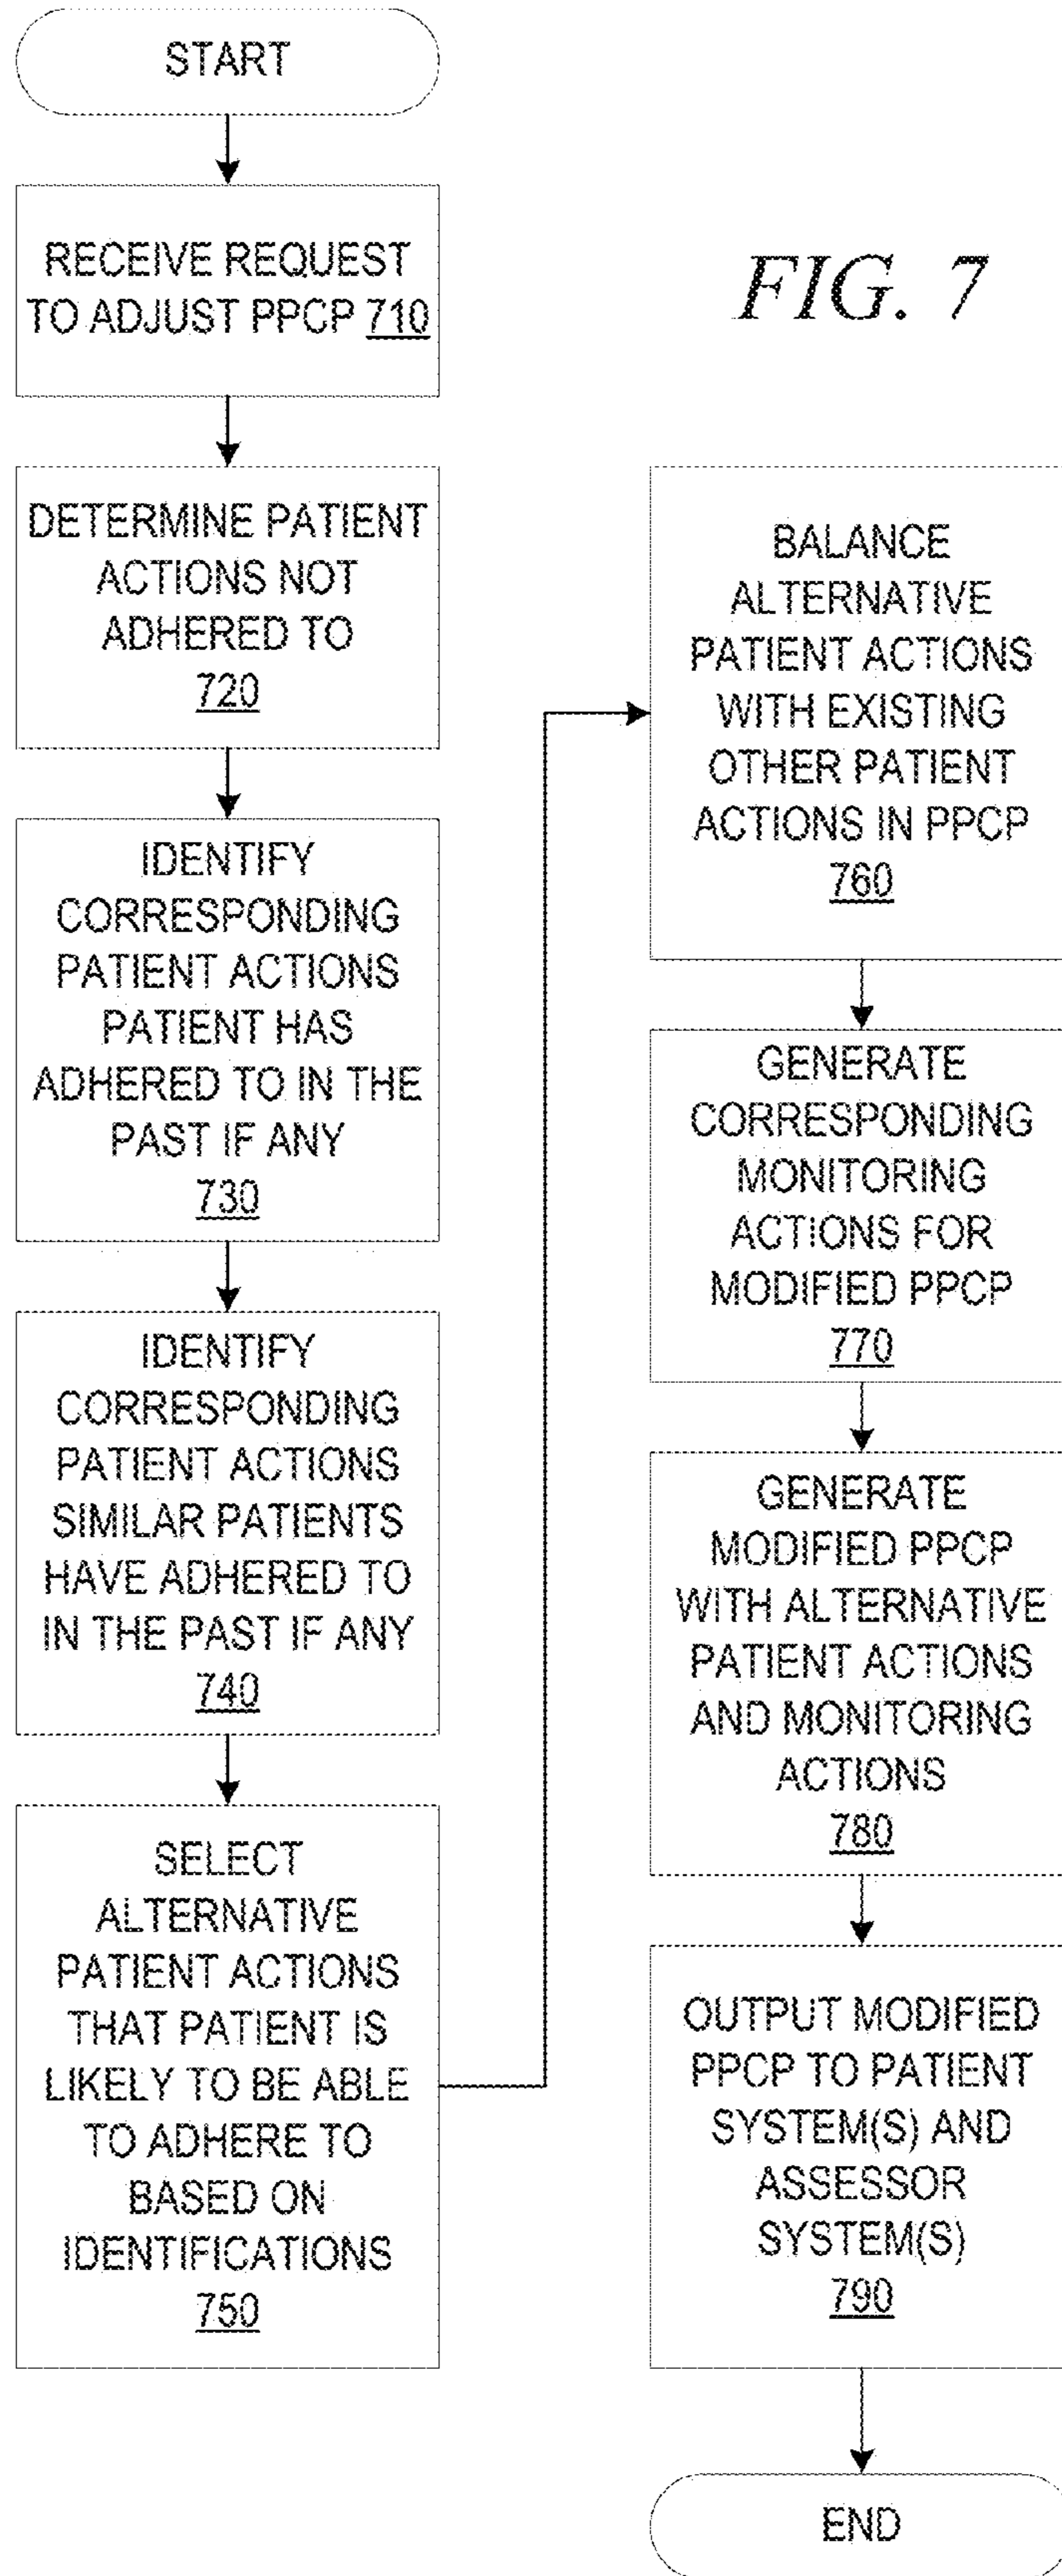 START
RECEIVE REQUEST
TO ADJUST PPCP 710
DETERMINE PATIENT
ACTIONS NOT
ADHERED TO
720
IDENTIFY
CORRESPONDING
PATIENT ACTIONS
PATIENT HAS
ADHERED TO IN THE
PAST IF ANY
730
IDENTIFY
CORRESPONDING
PATIENT ACTIONS
SIMILAR PATIENTS
HAVE ADHERED TO
IN THE PAST IF ANY
740
SELECT
ALTERNATIVE
PATIENT ACTIONS
THAT PATIENT IS
LIKELY TO BE ABLE
TO ADHERE TO
BASED ON
IDENTIFICATIONS
750
FIG. 7
BALANCE
ALTERNATIVE
PATIENT ACTIONS
WITH EXISTING
OTHER PATIENT
ACTIONS IN PPCP
760
GENERATE
CORRESPONDING
MONITORING
ACTIONS FOR
MODIFIED PPCP
770
GENERATE
MODIFIED PPCP
WITH ALTERNATIVE
PATIENT ACTIONS
AND MONITORING
ACTIONS
780
OUTPUT MODIFIED
PPCP TO PATIENT
SYSTEM(S) AND
ASSESSOR
SYSTEM(S)
790
END